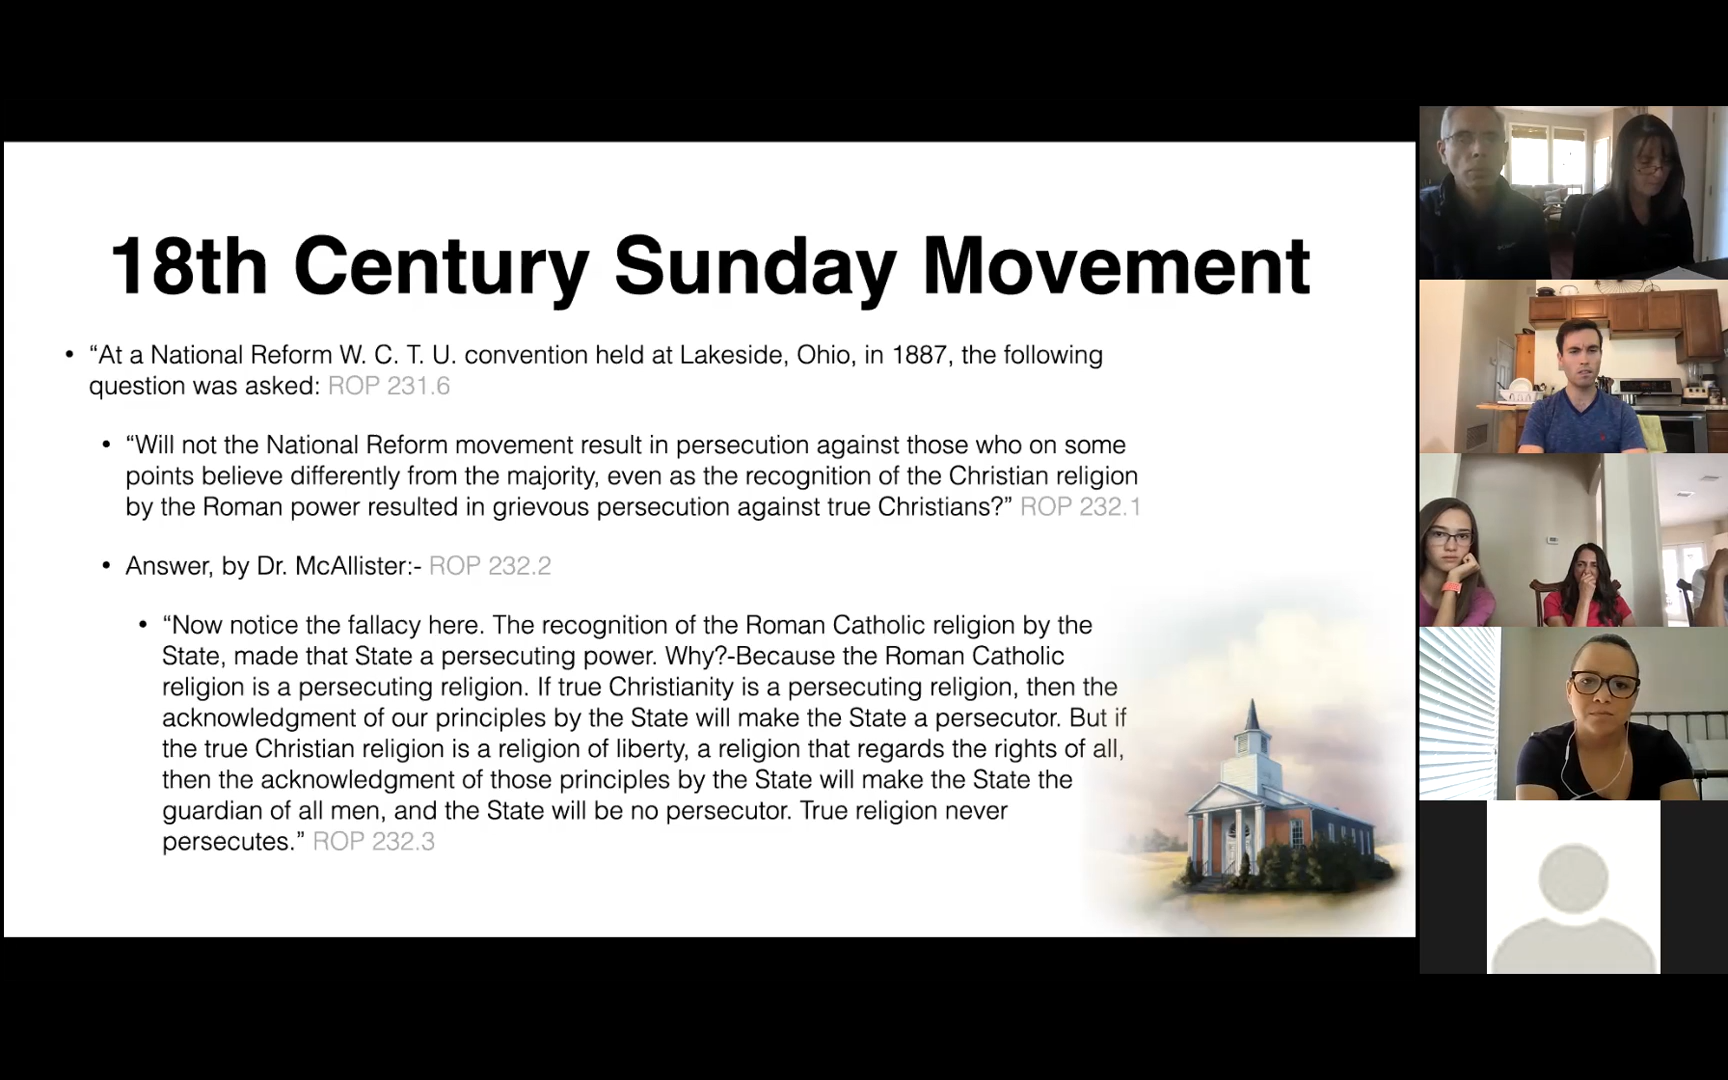 18th Century Sunday Movement
• “At a National Reform W. C. T. U. convention held at Lakeside, Ohio, in 1887, the following
question was asked: ROP 231.6
• “Will not the National Reform movement result in persecution against those who on some
points believe differently from the majority, even as the recognition of the Christian religion
by the Roman power resulted in grievous persecution against true Christians?” ROP 232.1
• Answer, by Dr. McAllister:- ROP 232.2
• “Now notice the fallacy here. The recognition of the Roman Catholic religion by the
State, made that State a persecuting power. Why?-Because the Roman Catholic
religion is a persecuting religion. If true Christianity is a persecuting religion, then the
acknowledgment of our principles by the State will make the State a persecutor. But if
the true Christian religion is a religion of liberty, a religion that regards the rights of all,
then the acknowledgment of those principles by the State will make the State the
guardian of all men, and the State will be no persecutor. True religion never
persecutes.” ROP 232.3